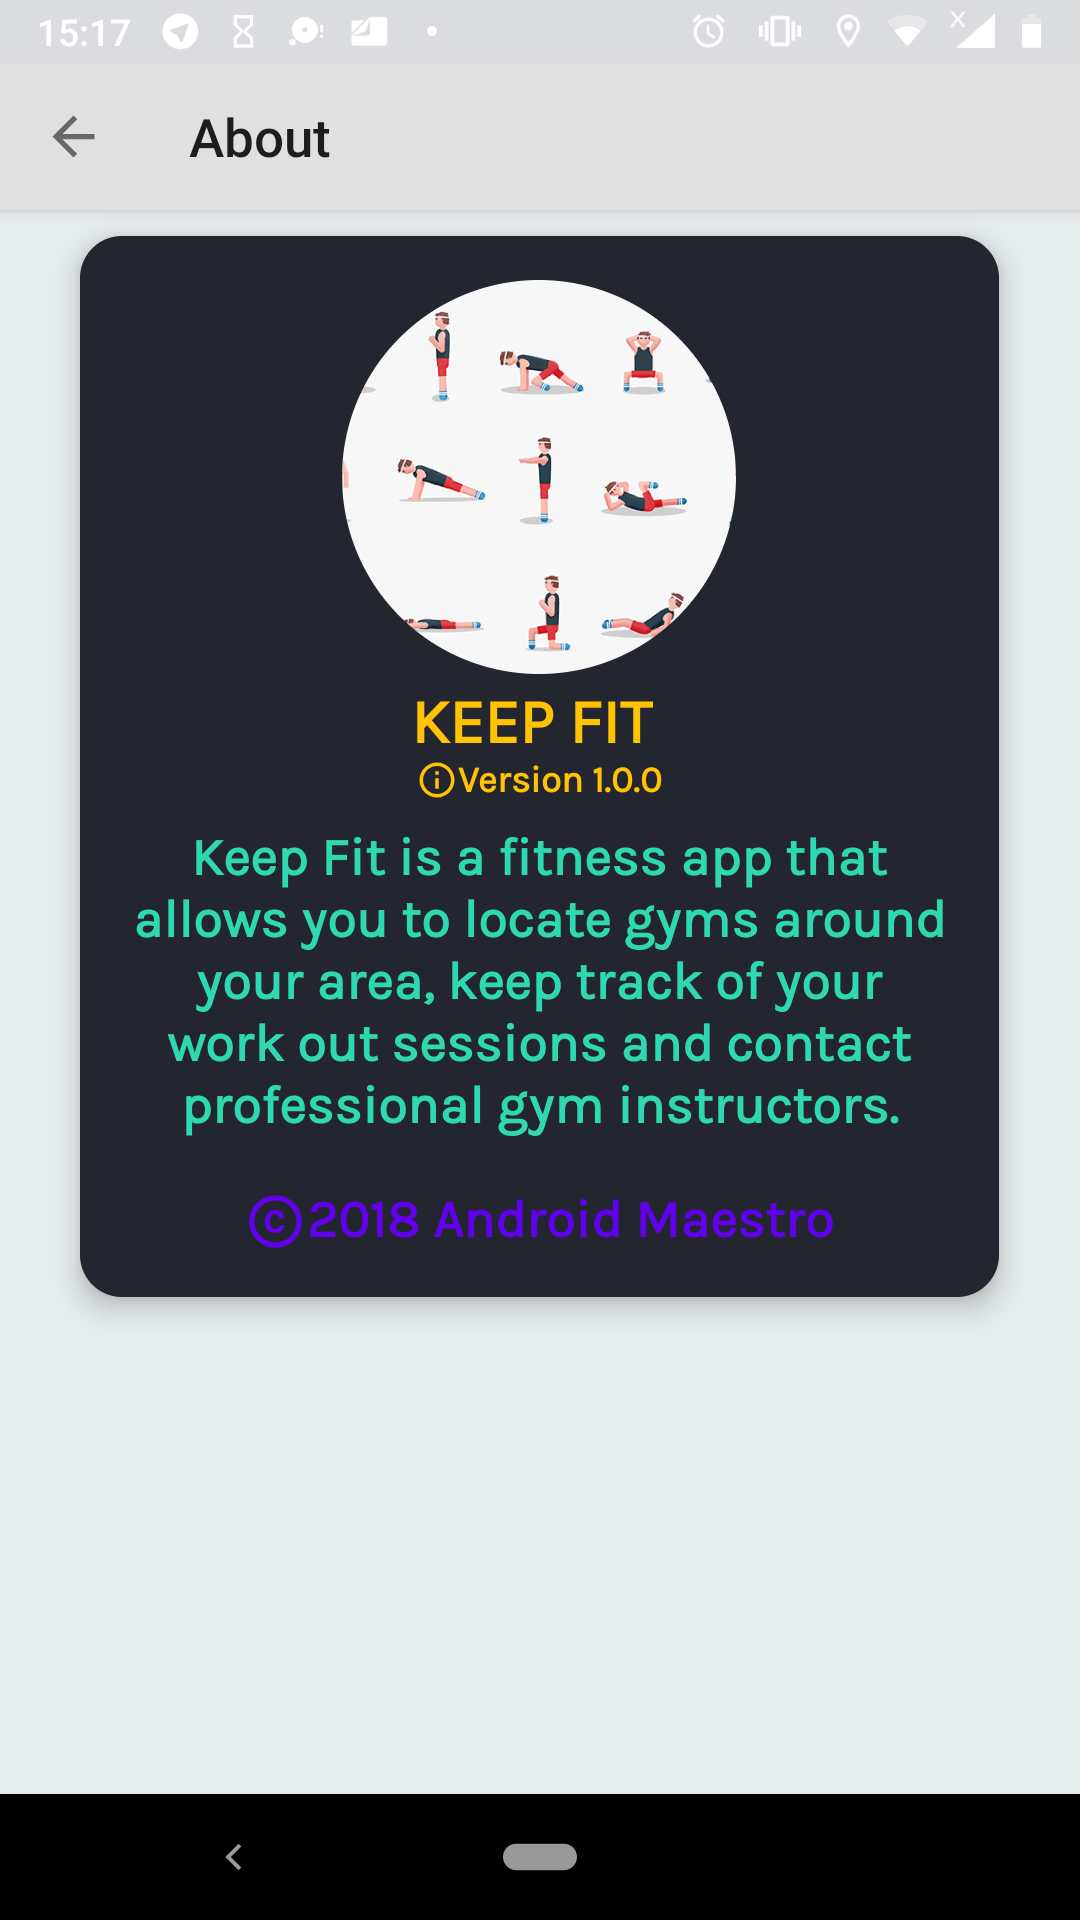 15:17
About
KEEP FIT
Version 1.0.0
Keep Fit is a fitness app that
allows you to locate gyms around
your area, keep track of your
work out sessions and contact
professional gym instructors.
©2018 Android Maestro